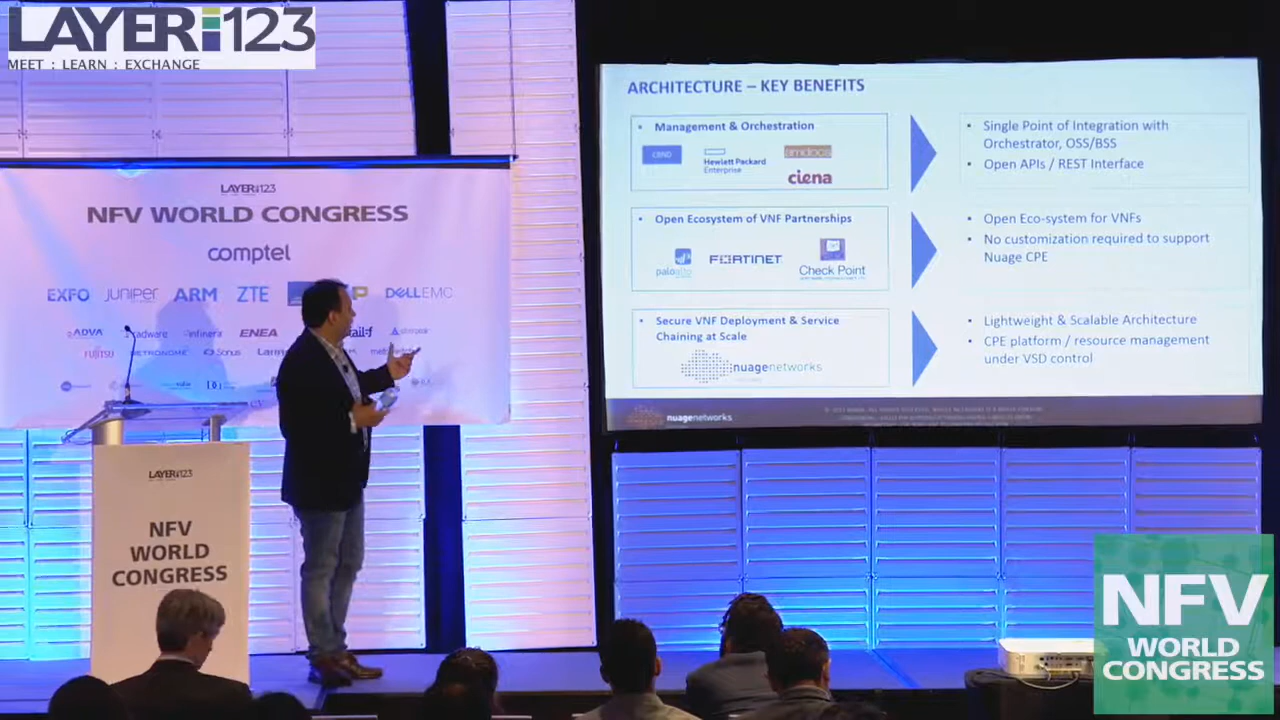 LAYER123
MEET : LEARN : EXCHANGE
LAYER123
NFV WORLD CONGRESS
comptel
EXFO JUNIPER ARM ZTE DELLEMC
ADVA infinera ENEA
FUJITSU NETRONOME Sonus
LAYER123
NFV
WORLD
CONGRESS
ARCHITECTURE – KEY BENEFITS
• Management & Orchestration
CBND
Hewlett Packard
Enterprise
amdocs
ciena
• Single Point of Integration with
Orchestrator, OSS/BSS
• Open APIs / REST Interface
• Open Ecosystem of VNF Partnerships
paloalto
FORTINET
Check Point
• Open Eco-system for VNFs
• No customization required to support
Nuage CPE
• Secure VNF Deployment & Service
Chaining at Scale
nuagenetworks
• Lightweight & Scalable Architecture
• CPE platform / resource management
under VSD control
nuagenetworks
NFV
WORLD
CONGRESS